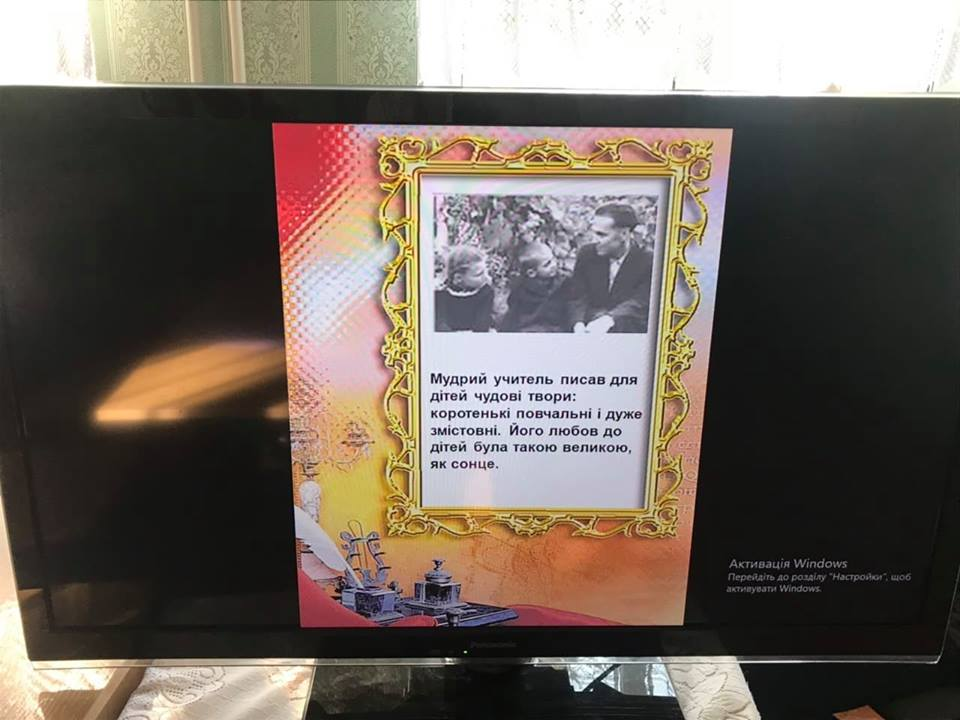 Мудрий учитель писав для
дітей чудові твори:
коротенькі повчальні і дуже
змістовні. Його любов до
дітей була такою великою,
як сонце.
Активація Windows
Перейдіть до розділу "Настройки", щоб
активувати Windows.
Panasonic